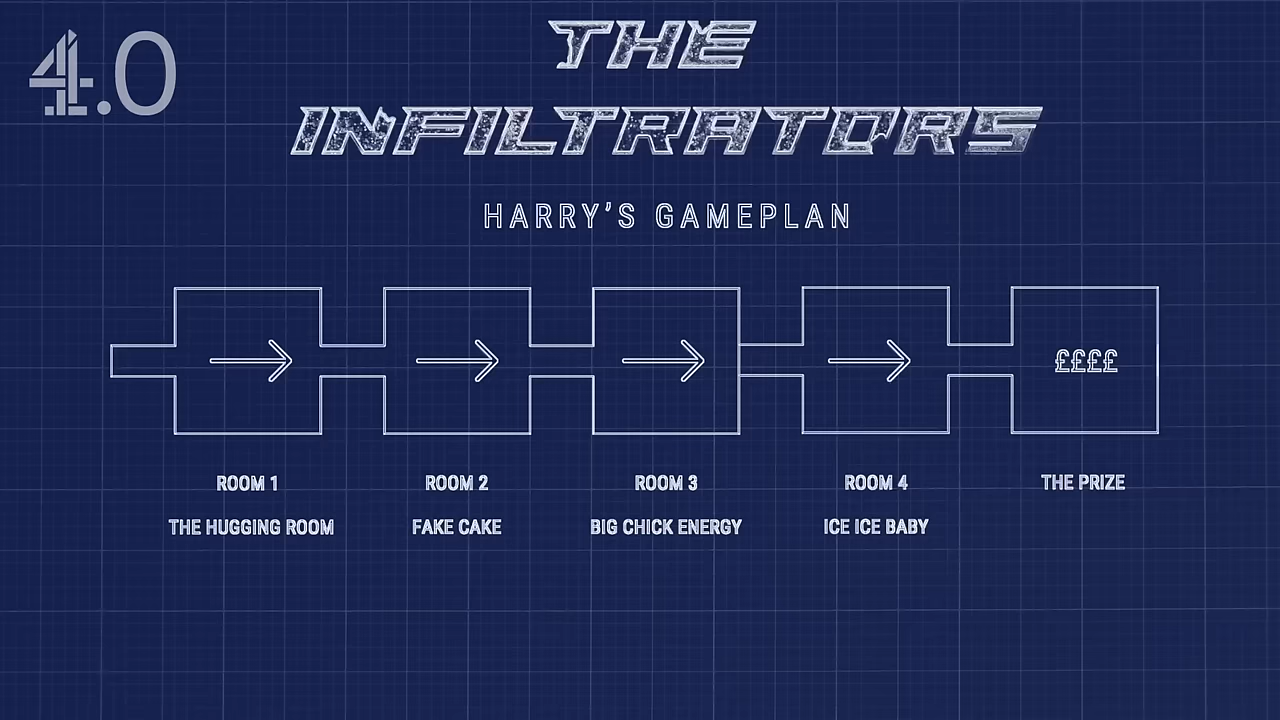 4.0
THE
INFILTRATORS
HARRY'S GAMEPLAN
££££
ROOM 1
ROOM 2
ROOM 3
ROOM 4
THE PRIZE
THE HUGGING ROOM
FAKE CAKE
BIG CHICK ENERGY
ICE ICE BABY